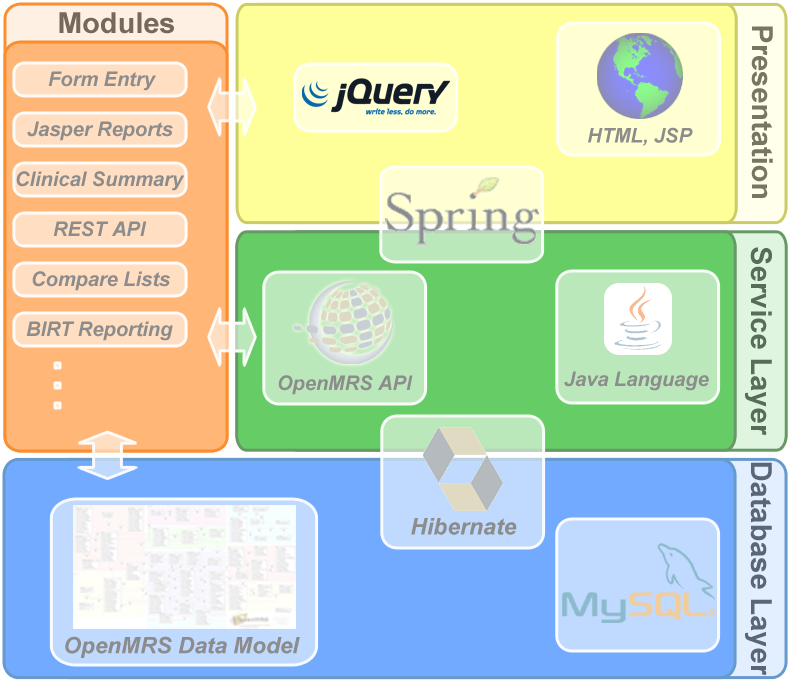 Modules
Form Entry
Jasper Reports
Clinical Summary
REST API
Compare Lists
BIRT Reporting
Presentation
jQuery
write less, do more.
HTML, JSP
Spring
Service Layer
OpenMRS API
Java Language
Hibernate
Database Layer
OpenMRS Data Model
MySQL